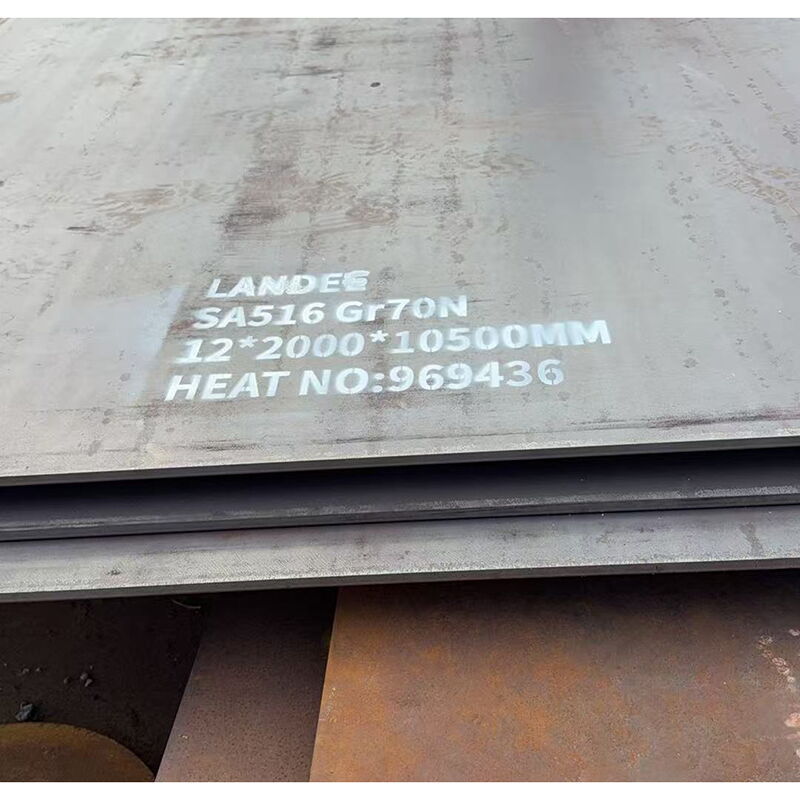 LANDEE
SA516 Gr70N
12*2000*10500MM
HEAT NO:969436